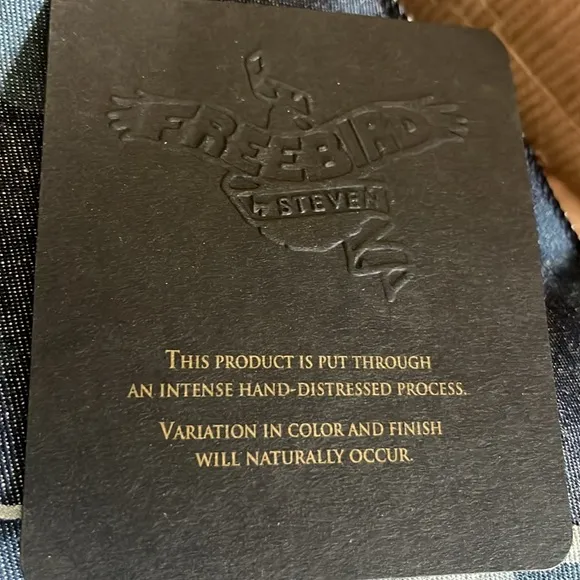 FREEBIRD
by STEVEN
THIS PRODUCT IS PUT THROUGH
AN INTENSE HAND-DISTRESSED PROCESS.
VARIATION IN COLOR AND FINISH
WILL NATURALLY OCCUR.